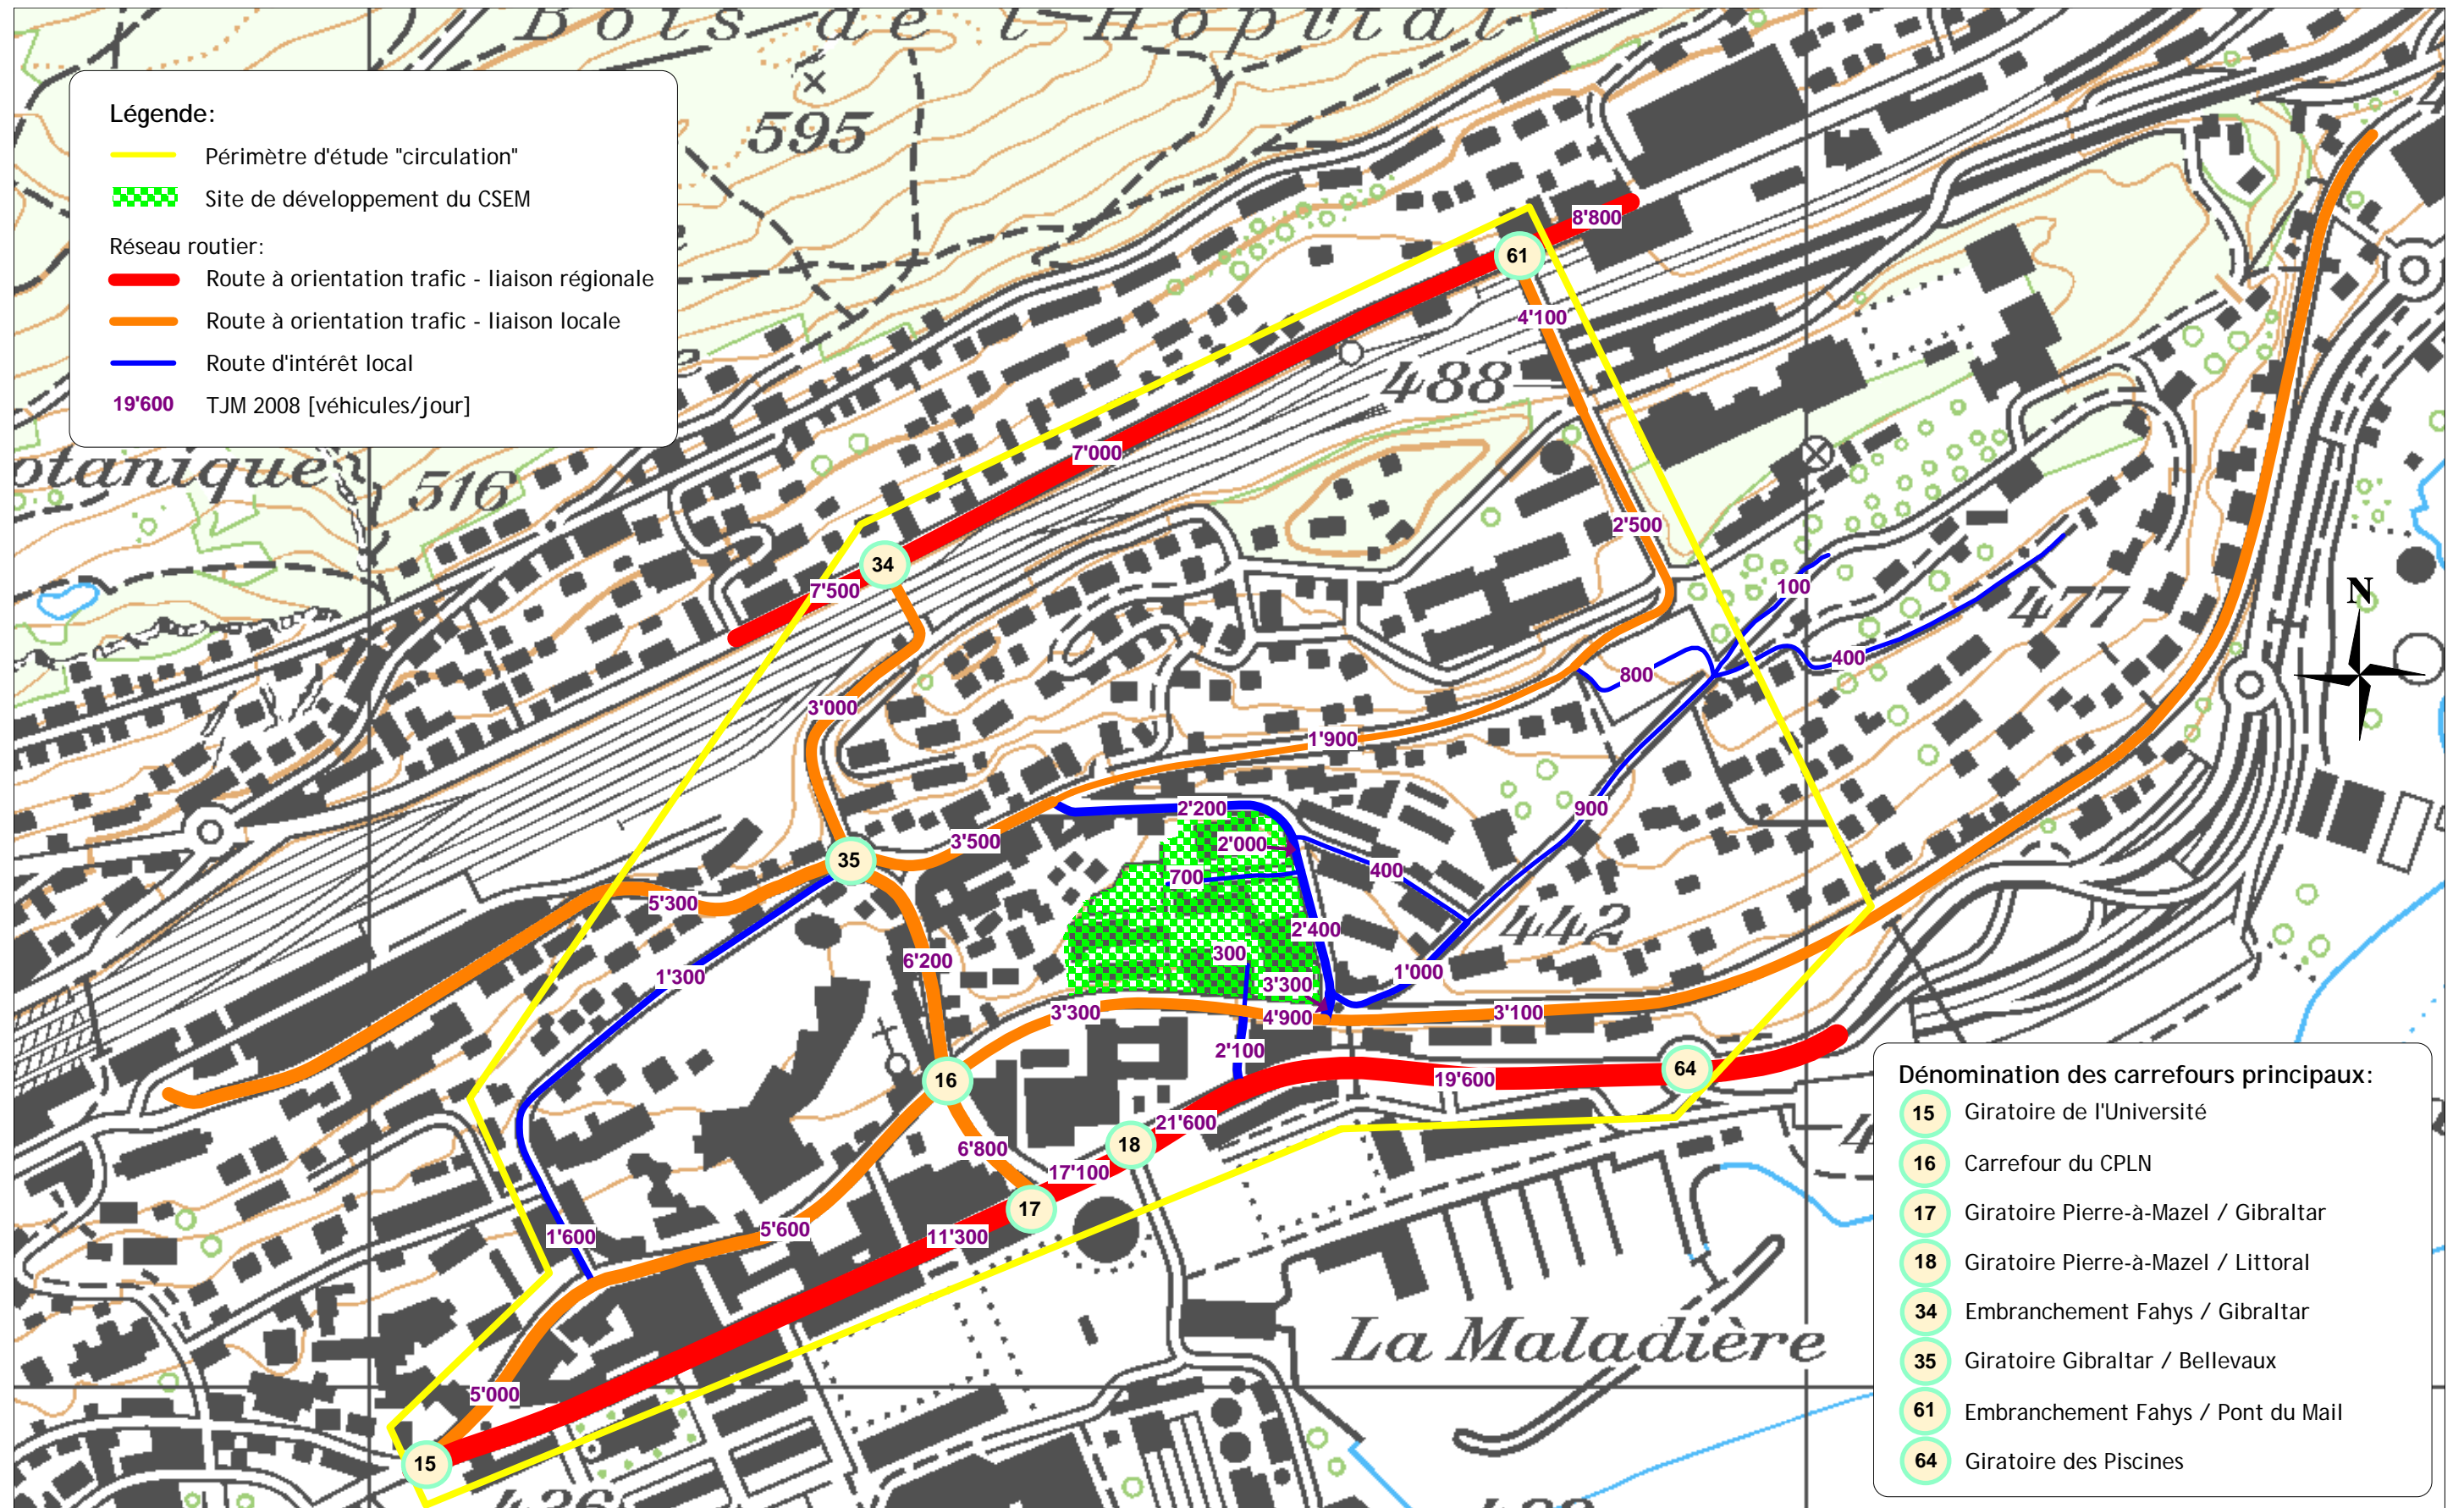 Bois de l'Hôpital
Légende:
Périmètre d'étude "circulation"
Site de développement du CSEM
Réseau routier:
Route à orientation trafic - liaison régionale
Route à orientation trafic - liaison locale
Route d'intérêt local
19'600 TJM 2008 [véhicules/jour]
595
8'800
61
4'100
488
7'000
otanique
516
2'500
34
7'500
100
477
N
400
800
3'000
1'900
2'200
900
3'500
2'000
35
400
700
5'300
2'400
442
300
6'200
1'000
1'300
3'300
3'300
4'900
3'100
2'100
16
19'600
64
21'600
18
6'800
17'100
17
5'600
11'300
1'600
La Maladière
5'000
15
Dénomination des carrefours principaux:
15 Giratoire de l'Université
16 Carrefour du CPLN
17 Giratoire Pierre-à-Mazel / Gibraltar
18 Giratoire Pierre-à-Mazel / Littoral
34 Embranchement Fahys / Gibraltar
35 Giratoire Gibraltar / Bellevaux
61 Embranchement Fahys / Pont du Mail
64 Giratoire des Piscines